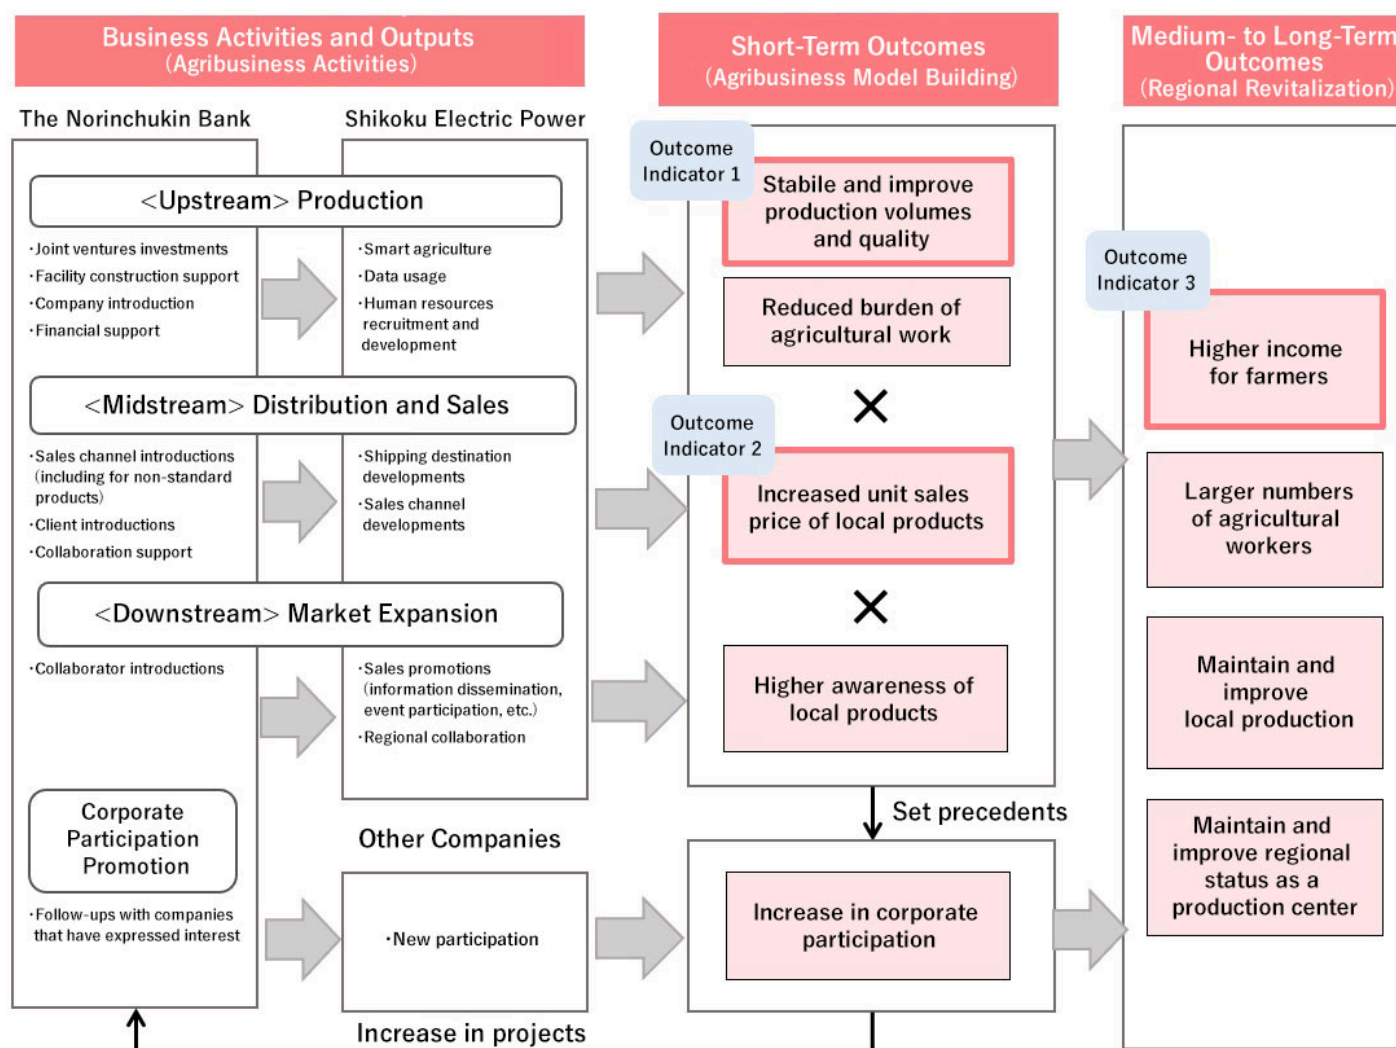 Business Activities and Outputs
(Agribusiness Activities)
Short-Term Outcomes
(Agribusiness Model Building)
Medium- to Long-Term
Outcomes
(Regional Revitalization)
The Norinchukin Bank
Shikoku Electric Power
<Upstream> Production
・Joint ventures investments
・Facility construction support
・Company introduction
・Financial support
・Smart agriculture
・Data usage
・Human resources
recruitment and
development
<Midstream> Distribution and Sales
・Sales channel introductions
(including for non-standard
products)
・Client introductions
・Collaboration support
・Shipping destination
developments
・Sales channel
developments
<Downstream> Market Expansion
・Collaborator introductions
・Sales promotions
(information dissemination,
event participation, etc.)
・Regional collaboration
Corporate
Participation
Promotion
・Follow-ups with companies
that have expressed interest
Other Companies
・New participation
Increase in projects
Outcome
Indicator 1
Stabile and improve
production volumes
and quality
Reduced burden of
agricultural work
×
Outcome
Indicator 2
Increased unit sales
price of local products
×
Higher awareness of
local products
Set precedents
Increase in corporate
participation
Outcome
Indicator 3
Higher income
for farmers
Larger numbers
of agricultural
workers
Maintain and
improve
local production
Maintain and
improve regional
status as a
production center